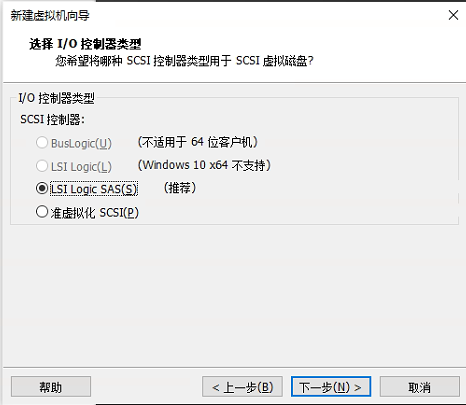 新建虚拟机向导
选择 I/O 控制器类型
您希望将哪种 SCSI 控制器类型用于 SCSI 虚拟磁盘?
I/O 控制器类型
SCSI 控制器:
BusLogic(U) (不适用于 64 位客户机)
LSI Logic(L) (Windows 10 x64 不支持)
LSI Logic SAS(S) (推荐)
准虚拟化 SCSI(P)
帮助 < 上一步(B) 下一步(N) > 取消